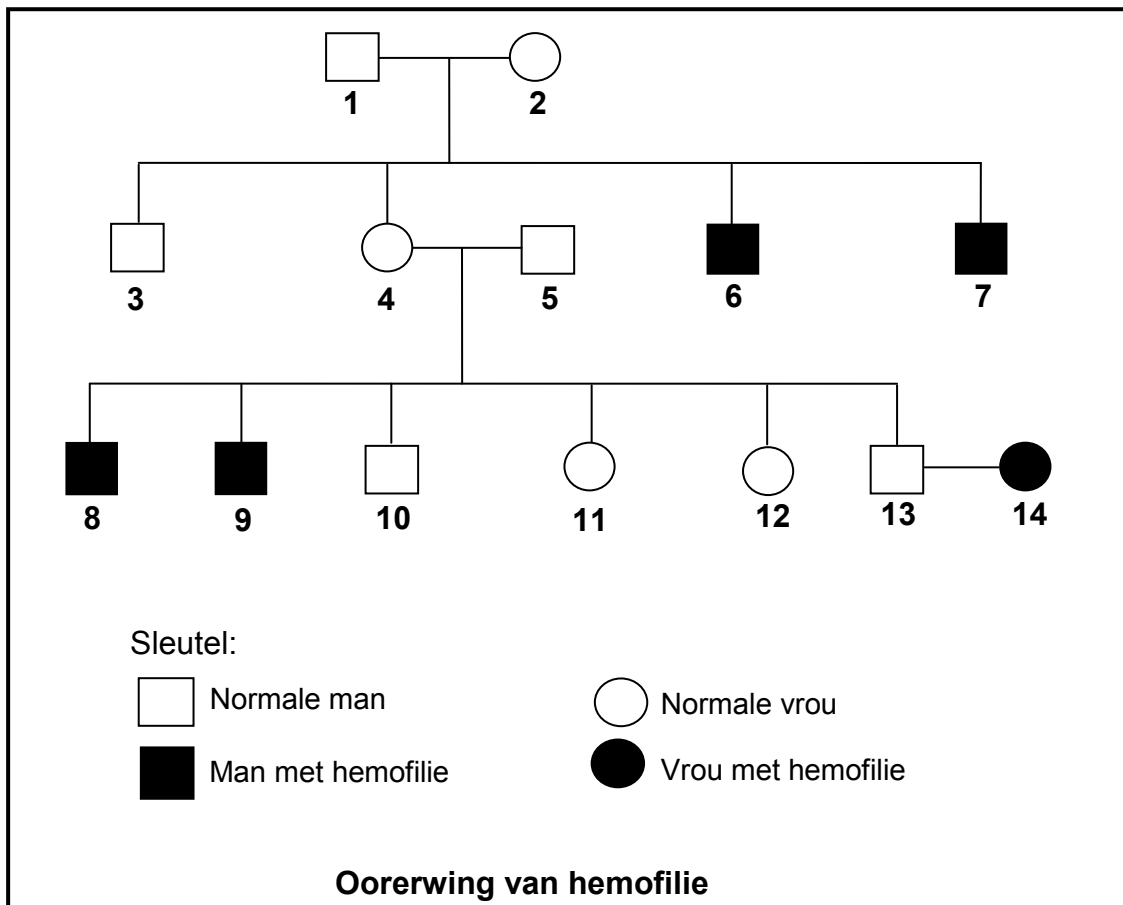 1 2
3 4 5 6 7
8 9 10 11 12 13 14
Sleutel:
Normale man Normale vrou
Man met hemofilie Vrou met hemofilie
Oorerwing van hemofilie